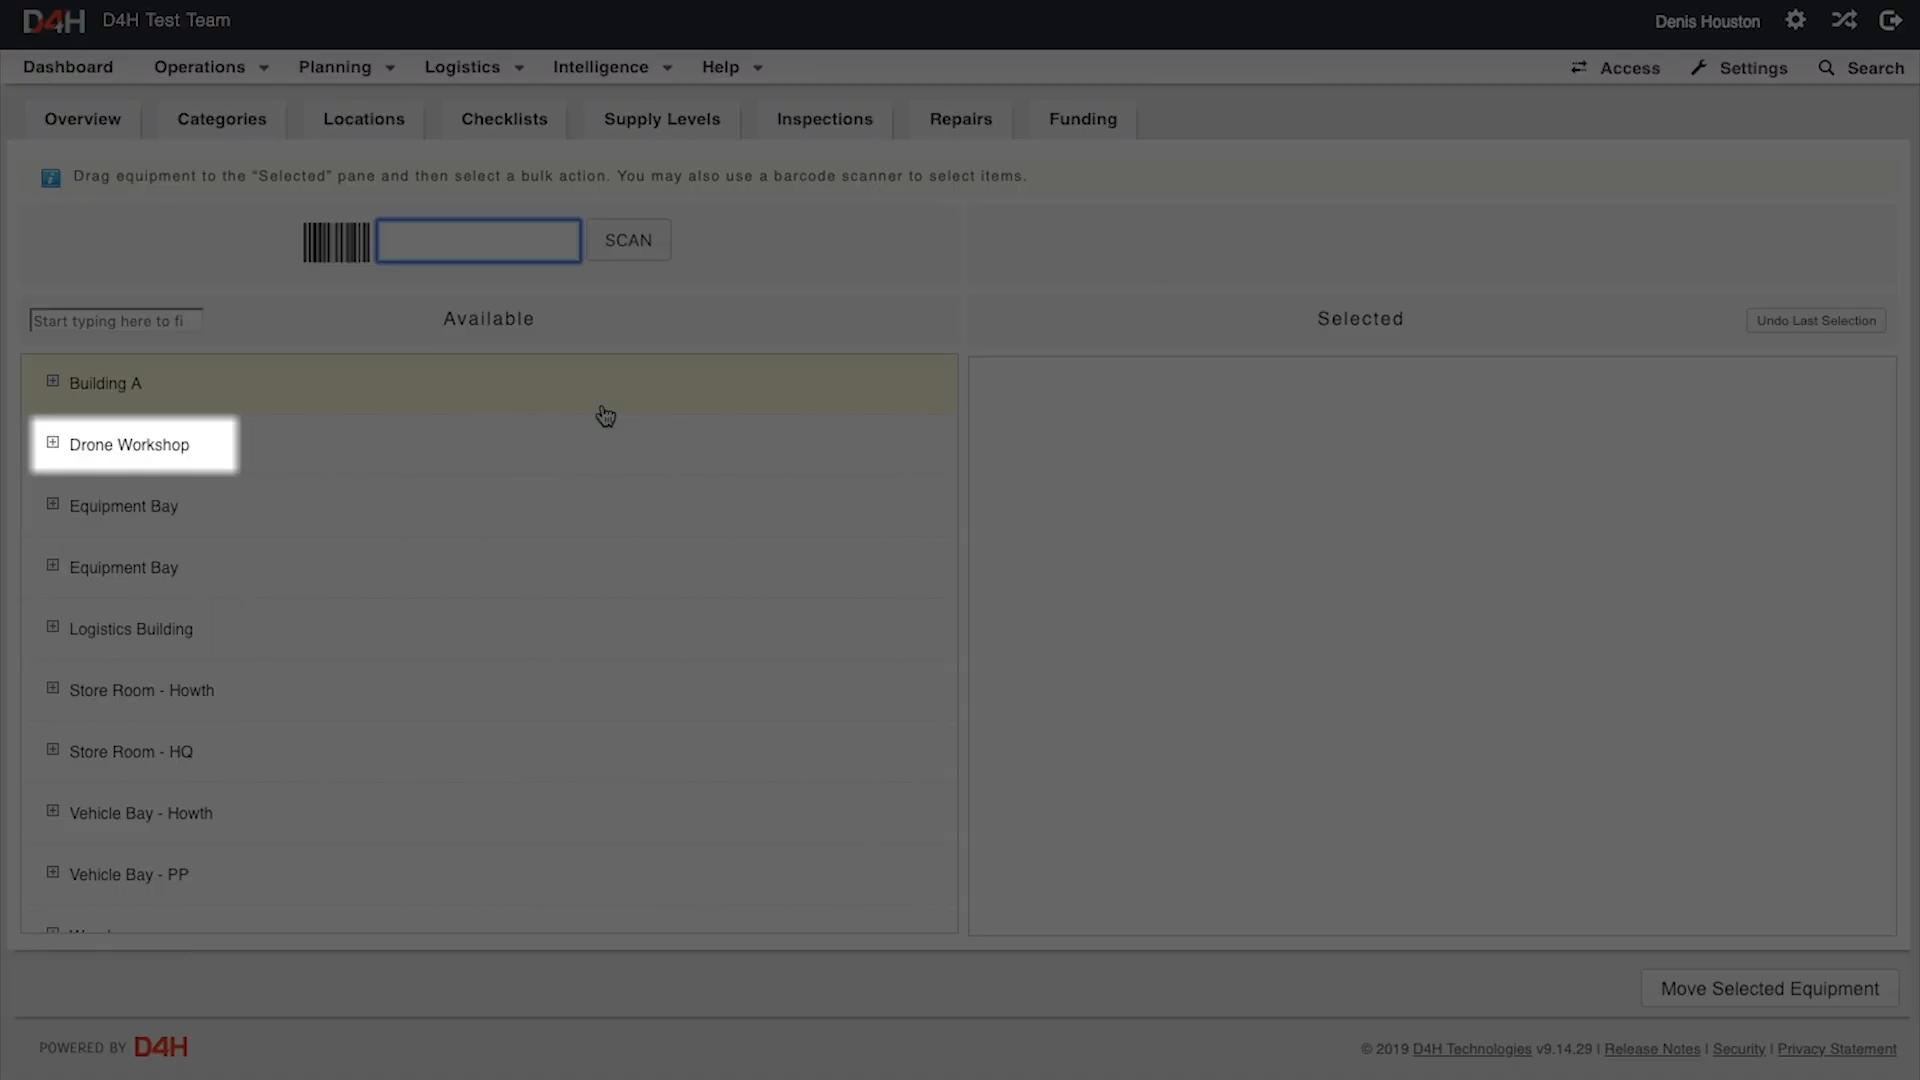 D4H D4H Test Team Denis Houston
Dashboard Operations Planning Logistics Intelligence Help Access Settings Search
Overview Categories Locations Checklists Supply Levels Inspections Repairs Funding
Drag equipment to the "Selected" pane and then select a bulk action. You may also use a barcode scanner to select items.
SCAN
Start typing here to fi Available Selected Undo Last Selection
Building A
Drone Workshop
Equipment Bay
Equipment Bay
Logistics Building
Store Room - Howth
Store Room - HQ
Vehicle Bay - Howth
Vehicle Bay - PP
Move Selected Equipment
POWERED BY D4H © 2019 D4H Technologies v9.14.29 | Release Notes | Security | Privacy Statement